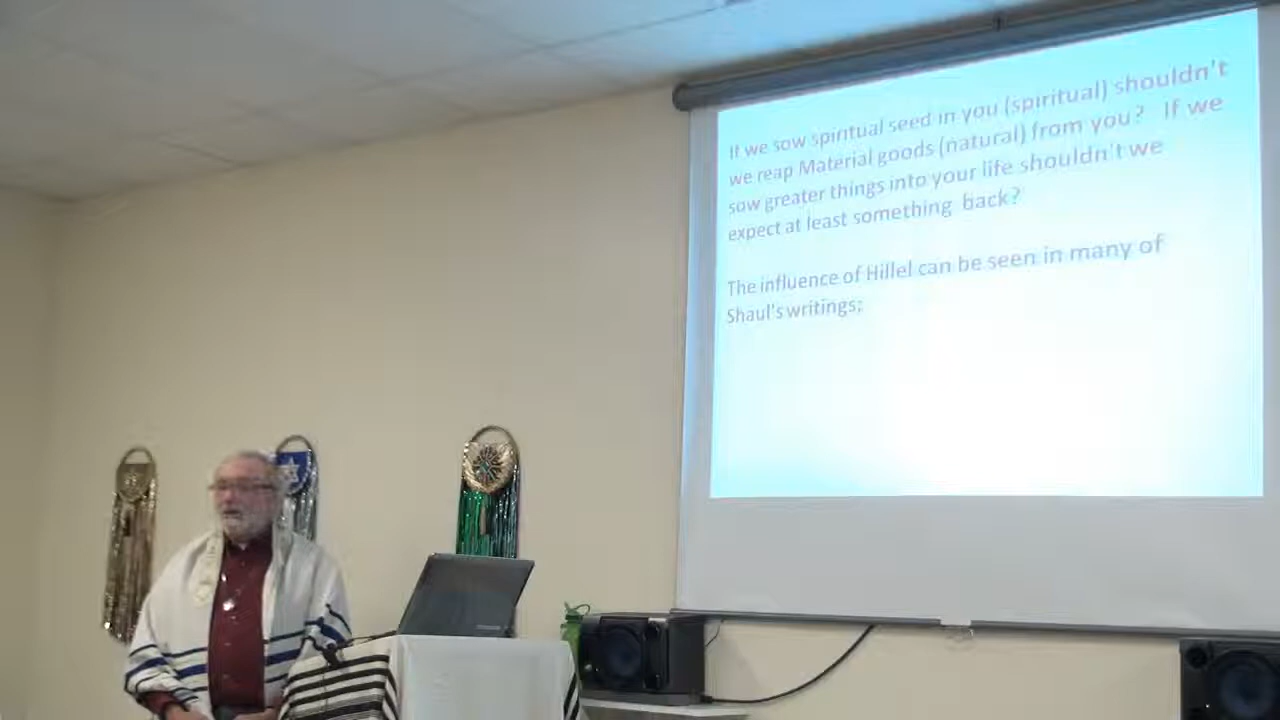 If we sow spiritual seed in you (spiritual) shouldn't
we reap Material goods (natural) from you? If we
sow greater things into your life shouldn't we
expect at least something back?
The influence of Hillel can be seen in many of
Shaul's writings;